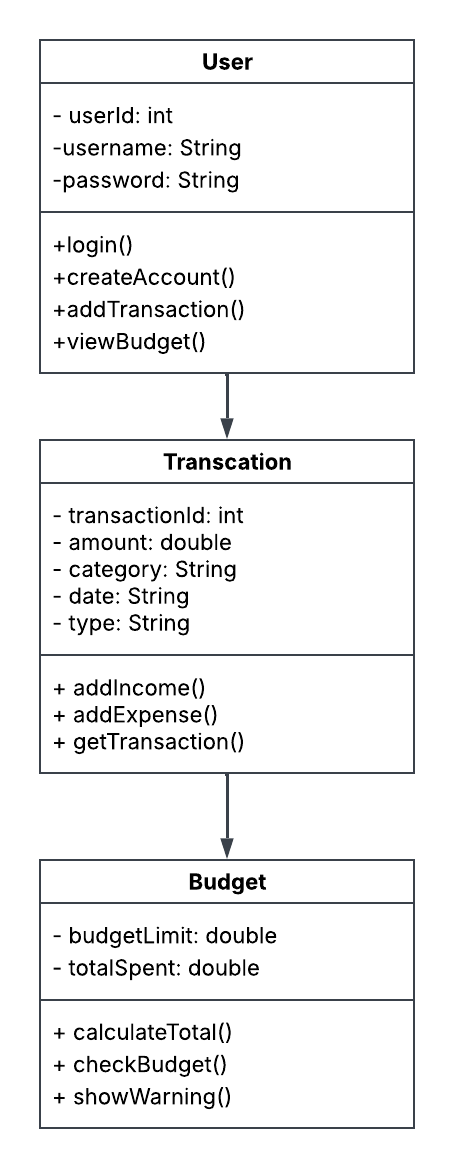 User
- userId: int
-username: String
-password: String
+login()
+createAccount()
+addTransaction()
+viewBudget()
Transcation
- transactionId: int
- amount: double
- category: String
- date: String
- type: String
+ addIncome()
+ addExpense()
+ getTransaction()
Budget
- budgetLimit: double
- totalSpent: double
+ calculateTotal()
+ checkBudget()
+ showWarning()